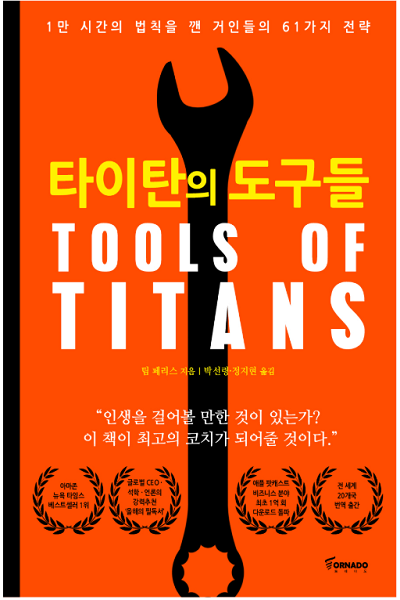 1만 시간의 법칙을 깬 거인들의 61가지 전략
타이탄의 도구들
TOOLS OF
TITANS
팀 페리스 지음 | 박선령·정지현 옮김
“인생을 걸어볼 만한 것이 있는가?
이 책이 최고의 코치가 되어줄 것이다.”
아마존
뉴욕 타임스
베스트셀러 1위
글로벌 CEO·
석학·언론의
강력추천
‘올해의 필독서’
애플 팟캐스트
비즈니스 분야
최초 1억 회
다운로드 돌파
전 세계
20개국
번역 출간
TORNADO
토네이도